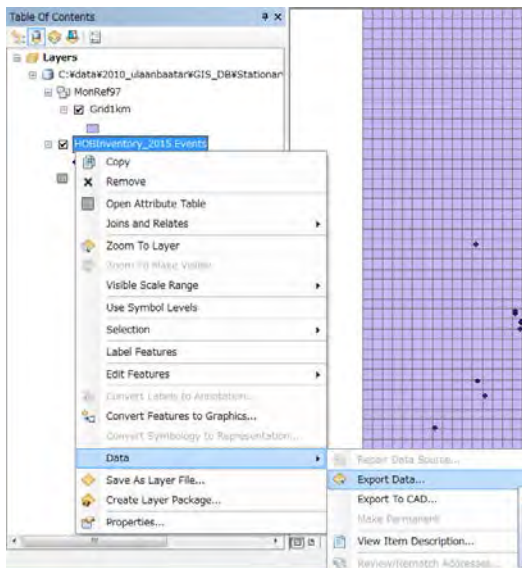 Table Of Contents
Layers
C:¥data¥2010_ulaanbaatar¥GIS_DB¥Stationar
MonRef97
Grid1km
HOBInventory_2015 Events
Copy
Remove
Open Attribute Table
Joins and Relates
Zoom To Layer
Zoom To Make Visible
Visible Scale Range
Use Symbol Levels
Selection
Label Features
Edit Features
Convert Labels to Annotation...
Convert Features to Graphics...
Convert Symbology to Representation...
Data
Save As Layer File...
Create Layer Package...
Properties...
Repair Data Source...
Export Data...
Export To CAD...
Make Permanent
View Item Description...
Review/Rematch Addresses...